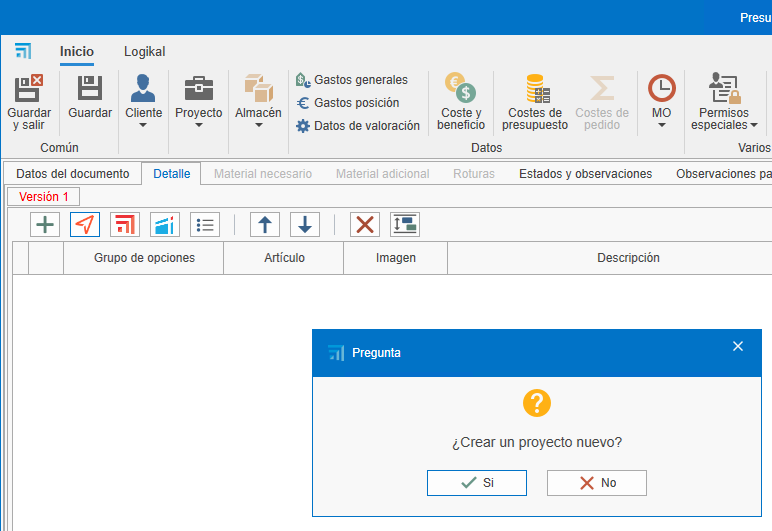 Presu
Inicio
Logikal
Guardar
y salir
Guardar
Cliente
Proyecto
Almacén
Gastos generales
Gastos posición
Datos de valoración
Coste y
beneficio
Costes de
presupuesto
Costes de
pedido
MO
Permisos
especiales
Común
Datos
Varios
Datos del documento
Detalle
Material necesario
Material adicional
Roturas
Estados y observaciones
Observaciones pa
Versión 1
Grupo de opciones
Artículo
Imagen
Descripción
Pregunta
¿Crear un proyecto nuevo?
Si
No